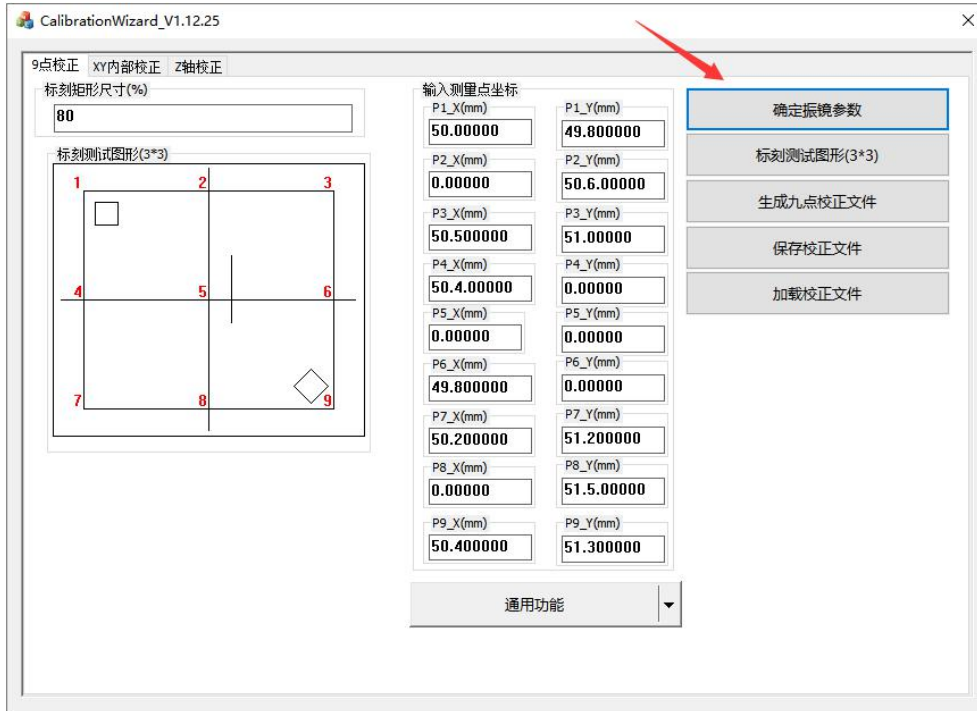 CalibrationWizard_V1.12.25
9点校正 XY内部校正 Z轴校正
标刻矩形尺寸(%)
80
标刻测试图形(3*3)
1 2 3
4 5 6
7 8 9
输入测量点坐标
P1_X(mm) P1_Y(mm)
50.00000 49.800000
P2_X(mm) P2_Y(mm)
0.00000 50.6.00000
P3_X(mm) P3_Y(mm)
50.500000 51.00000
P4_X(mm) P4_Y(mm)
50.4.00000 0.00000
P5_X(mm) P5_Y(mm)
0.00000 0.00000
P6_X(mm) P6_Y(mm)
49.800000 0.00000
P7_X(mm) P7_Y(mm)
50.200000 51.200000
P8_X(mm) P8_Y(mm)
0.00000 51.5.00000
P9_X(mm) P9_Y(mm)
50.400000 51.300000
通用功能
确定振镜参数
标刻测试图形(3*3)
生成九点校正文件
保存校正文件
加载校正文件